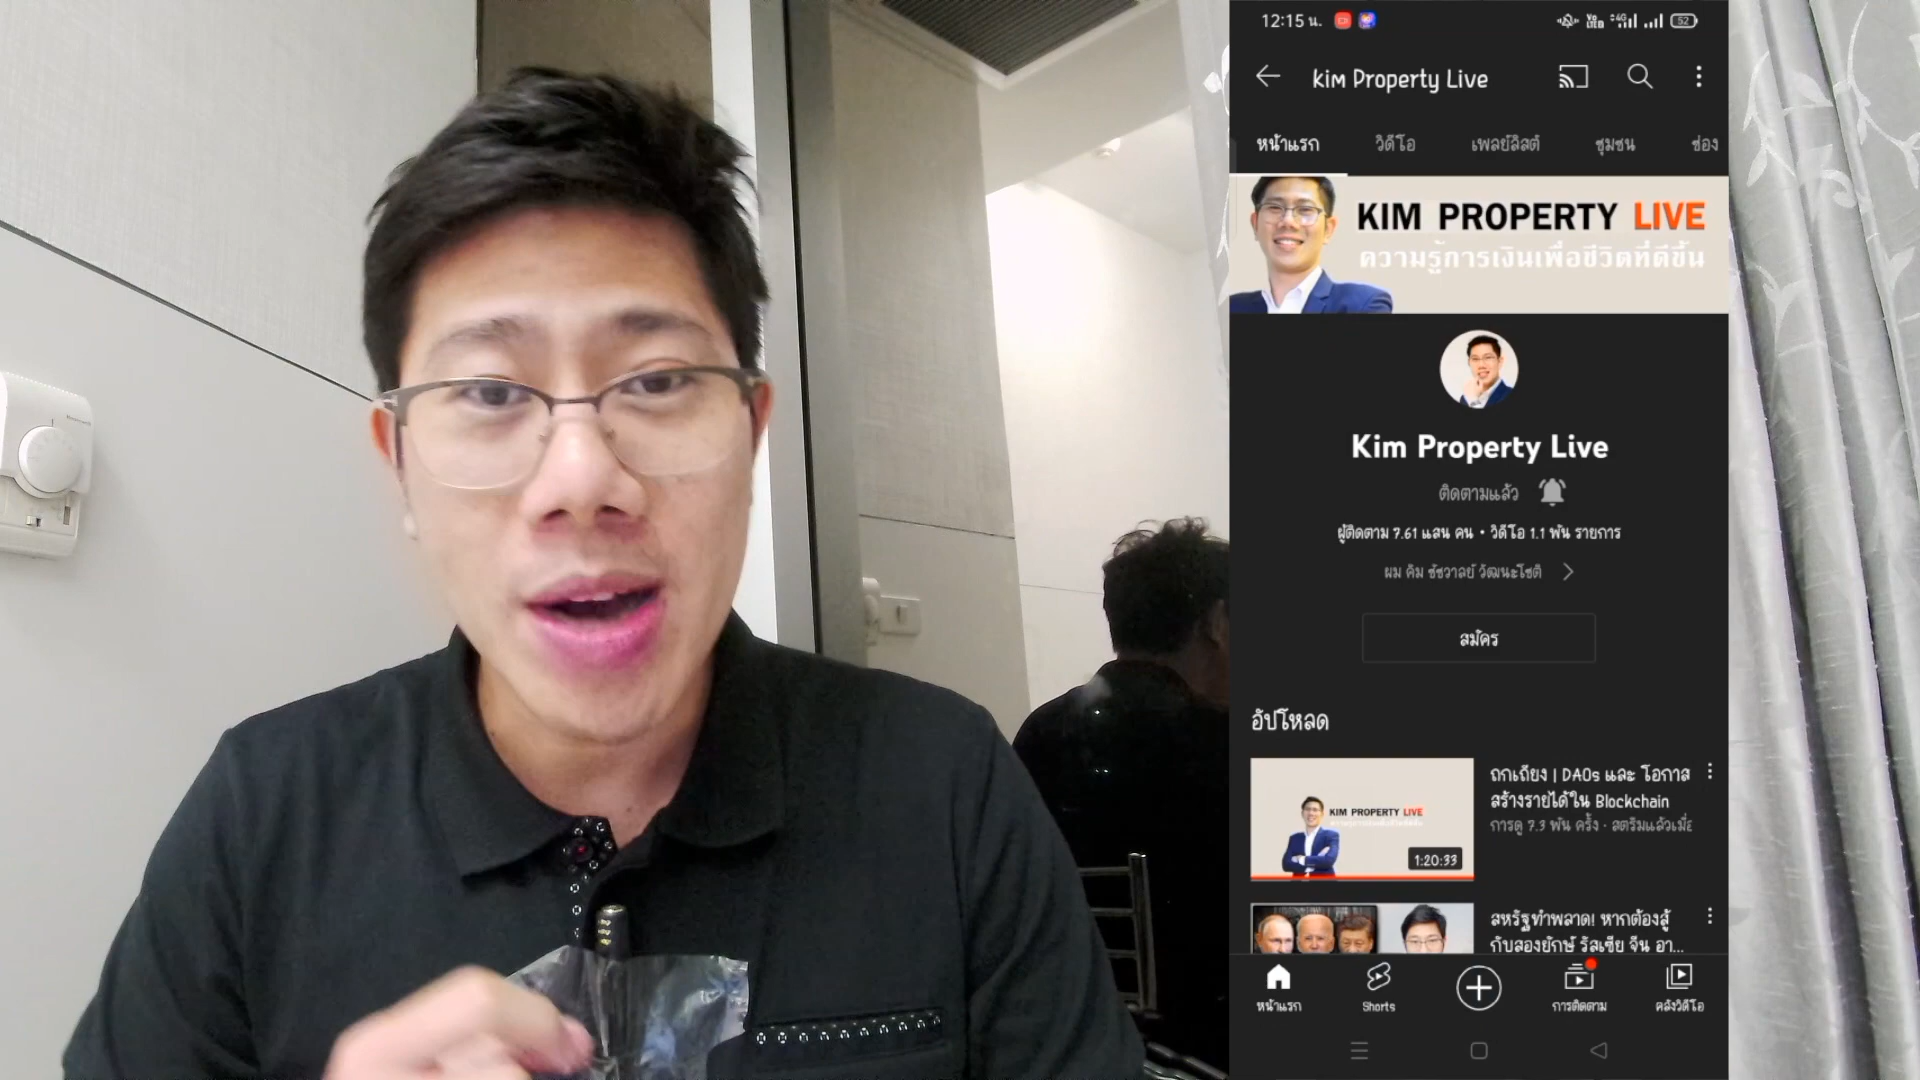 12:15 น.
52
kim Property Live
หน้าแรก
วิดีโอ
เพลย์ลิสต์
ชุมชน
ช่อง
KIM PROPERTY LIVE
ความรู้การเงินเพื่อชีวิตที่ดีขึ้น
Kim Property Live
ติดตามแล้ว
ผู้ติดตาม 7.61 แสน คน • วิดีโอ 1.1 พัน รายการ
ผม คิม ชัชวาลย์ วัฒนะโชติ
สมัคร
อัปโหลด
KIM PROPERTY LIVE
1:20:33
ถกเถียง | DAOs และ โอกาส
สร้างรายได้ใน Blockchain
การดู 7.3 พัน ครั้ง · สตรีมแล้วเมื่อ
สหรัฐทำพลาด! หากต้องสู้
กับสองยักษ์ รัสเซีย จีน อา...
หน้าแรก
Shorts
การติดตาม
คลังวิดีโอ